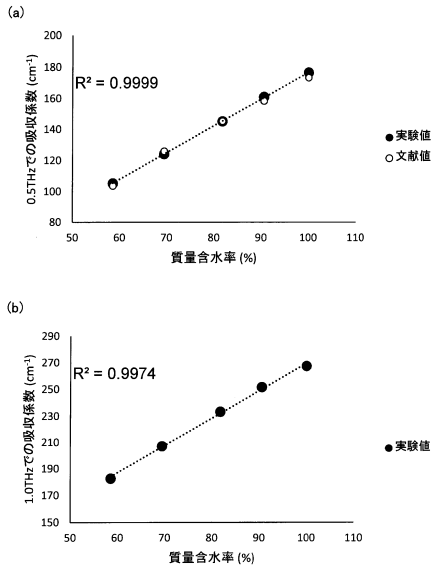 (a)
200
180
160
140
120
100
80
0.5THzでの吸収係数 (cm⁻¹)
R² = 0.9999
50 60 70 80 90 100 110
質量含水率 (%)
実験値
文献値
(b)
290
270
250
230
210
190
170
150
1.0THzでの吸収係数 (cm⁻¹)
R² = 0.9974
50 60 70 80 90 100 110
質量含水率 (%)
実験値